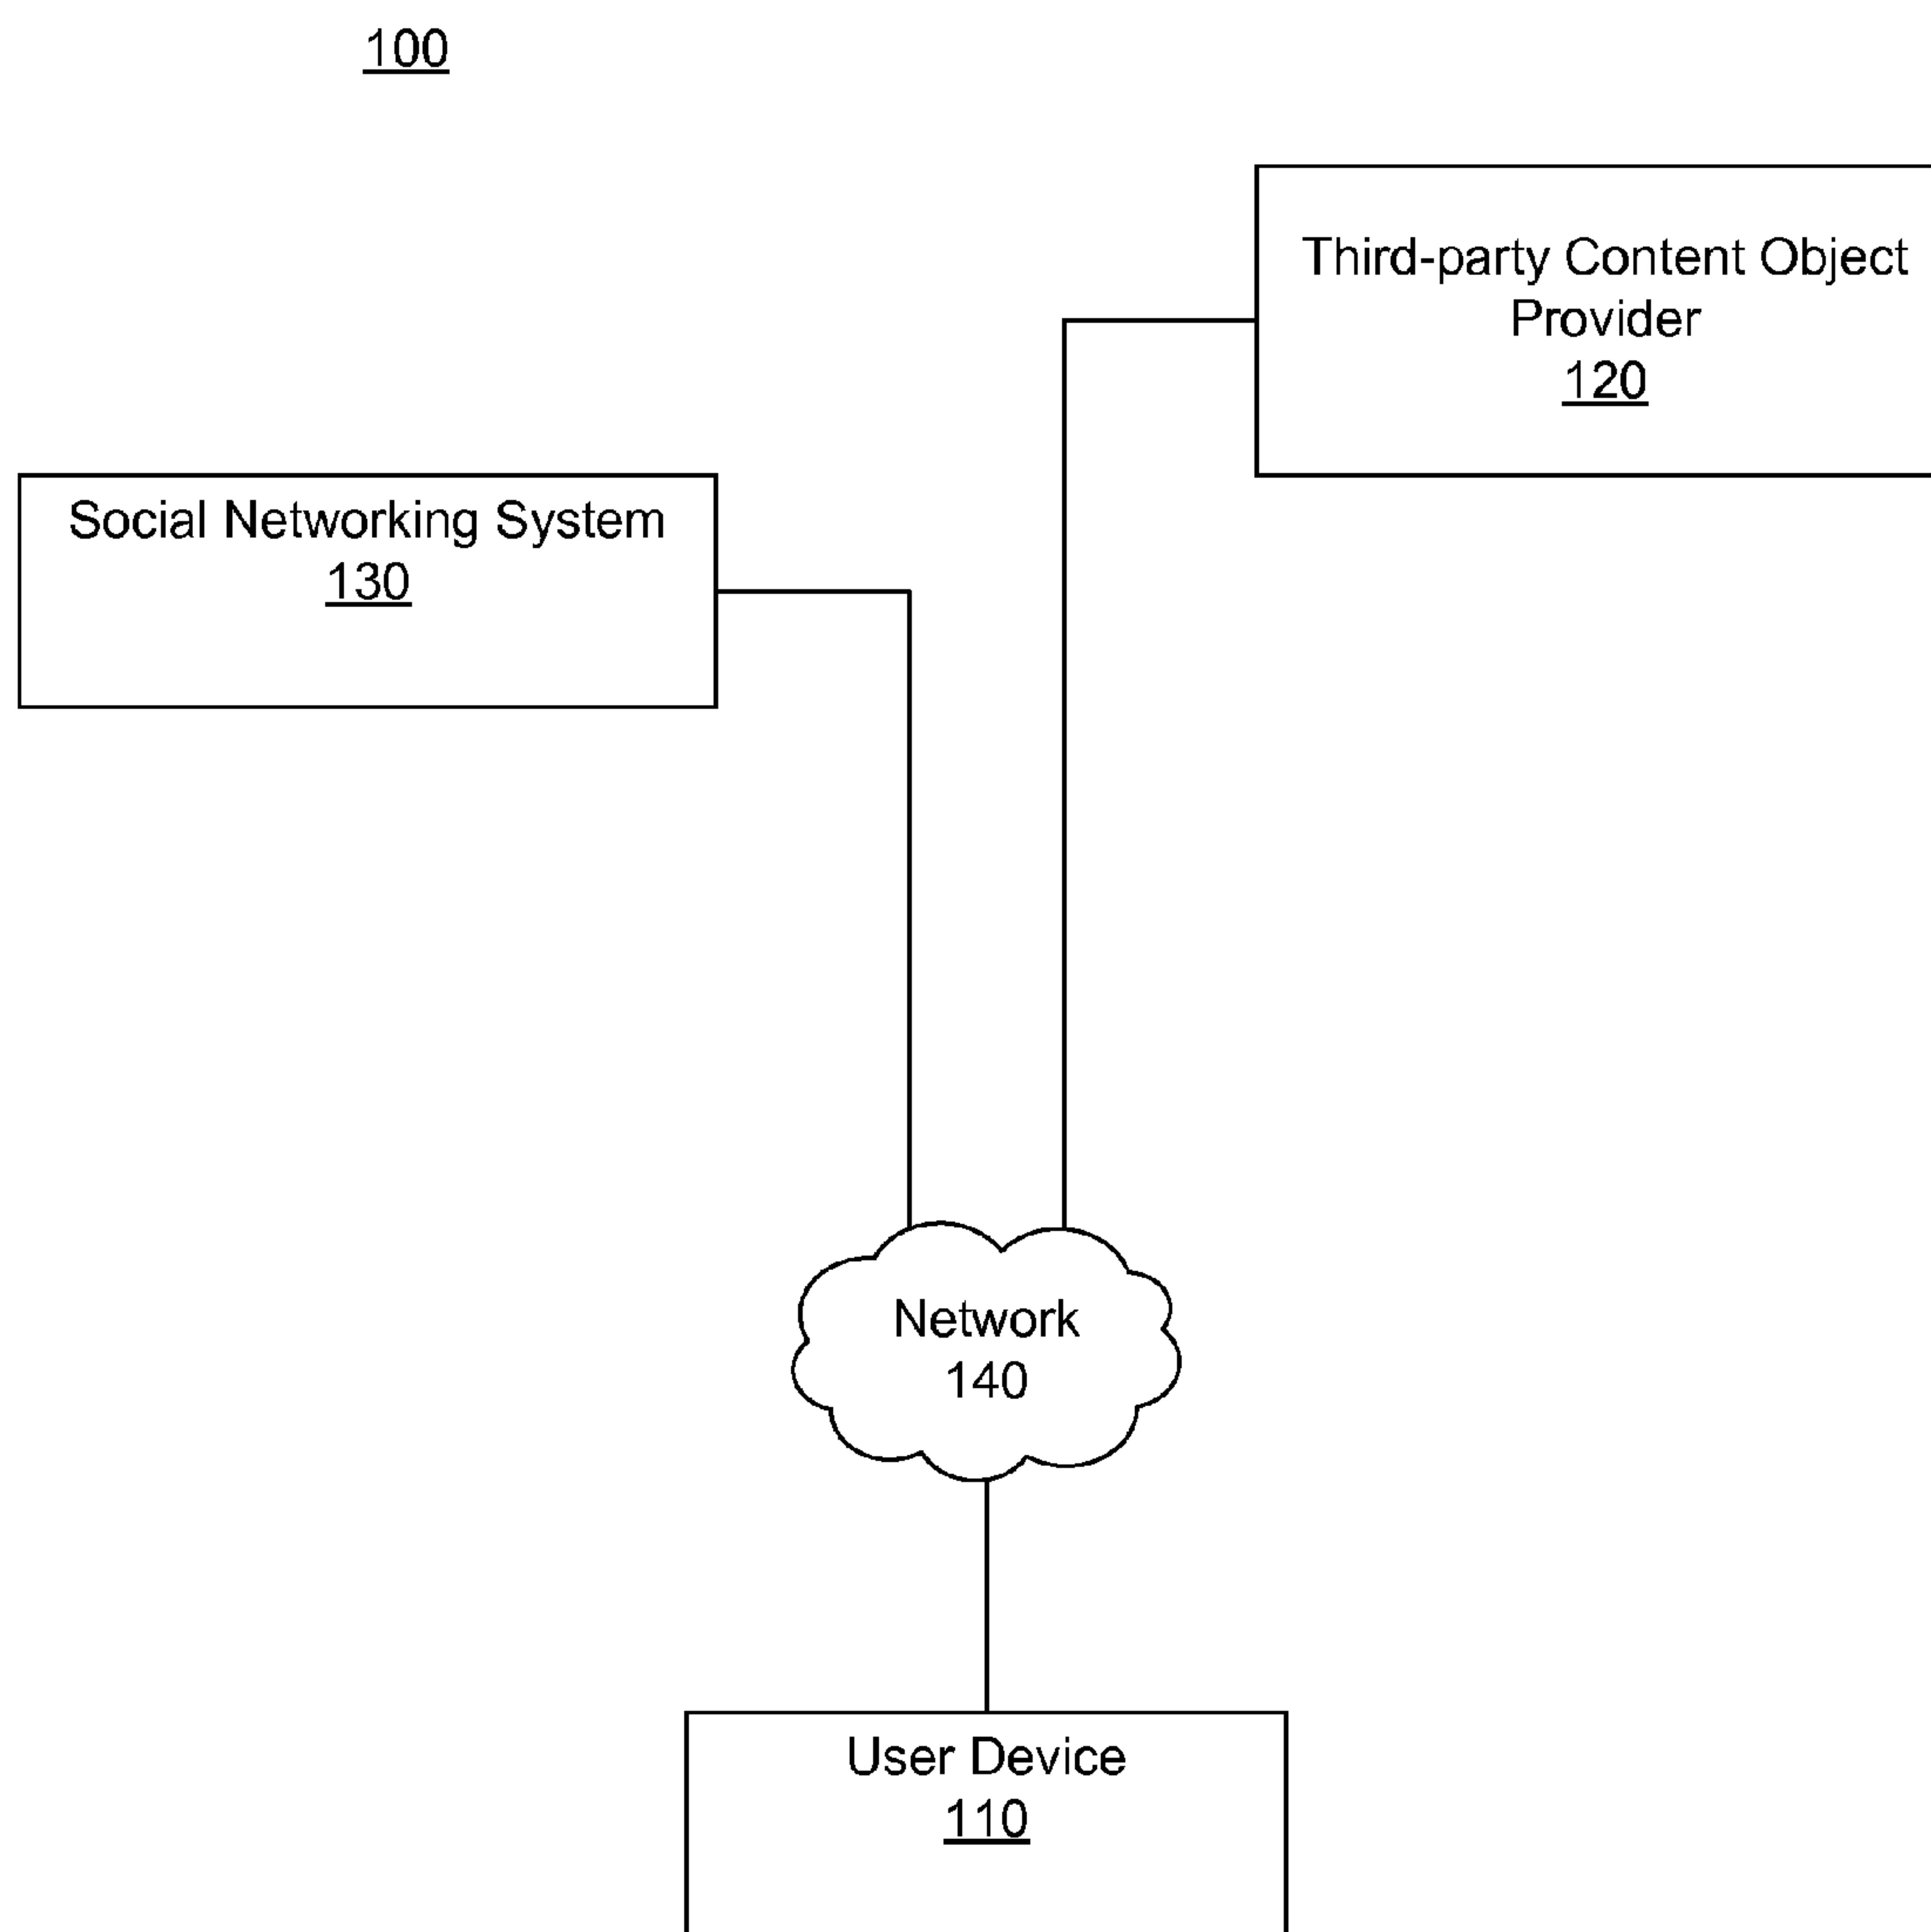 100
Third-party Content Object
Provider
120
Social Networking System
130
Network
140
User Device
110